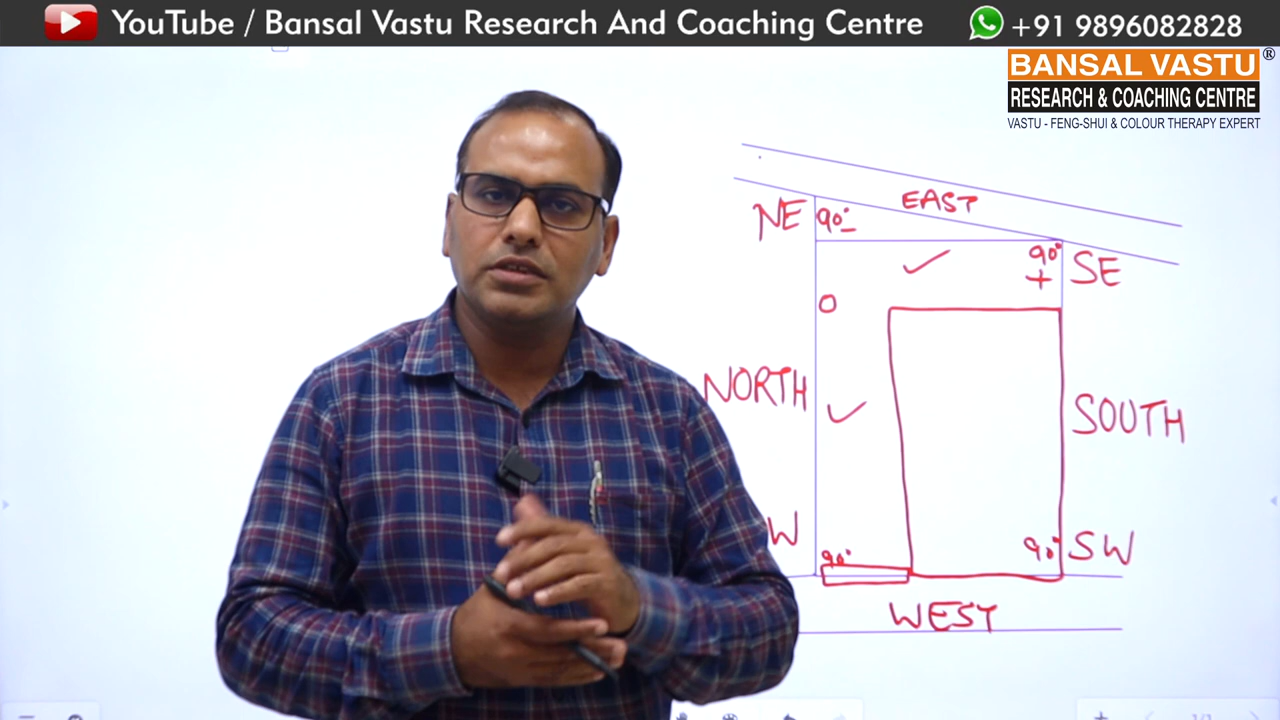 YouTube / Bansal Vastu Research And Coaching Centre
+91 9896082828
BANSAL VASTU ®
RESEARCH & COACHING CENTRE
VASTU - FENG-SHUI & COLOUR THERAPY EXPERT
EAST
NE 90°
90° SE
+
0
NORTH
SOUTH
W 90°
90° SW
WEST